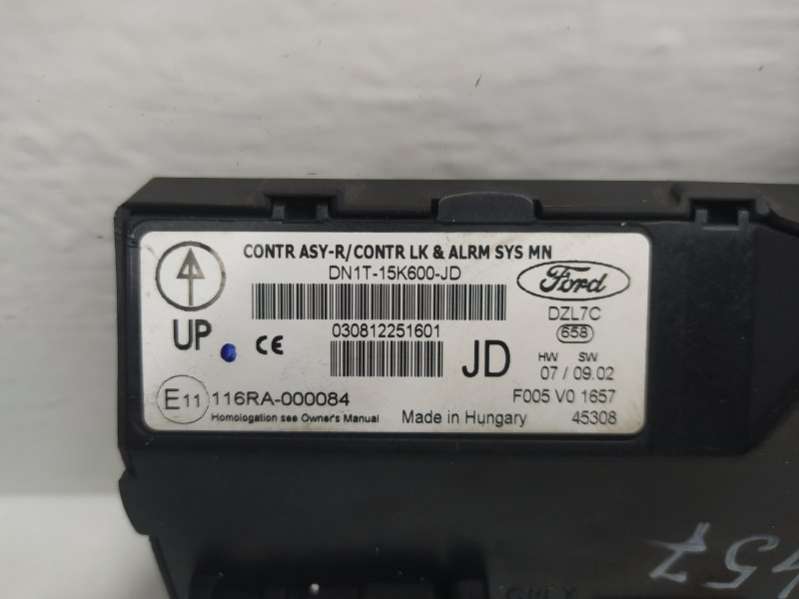 CONTR ASY-R/CONTR LK & ALRM SYS MN
DN1T-15K600-JD
Ford
DZL7C
658
UP
CE
030812251601
JD
HW SW
07 / 09.02
E11 116RA-000084
F005 V0 1657
Homologation see Owner's Manual
Made in Hungary
45308
457